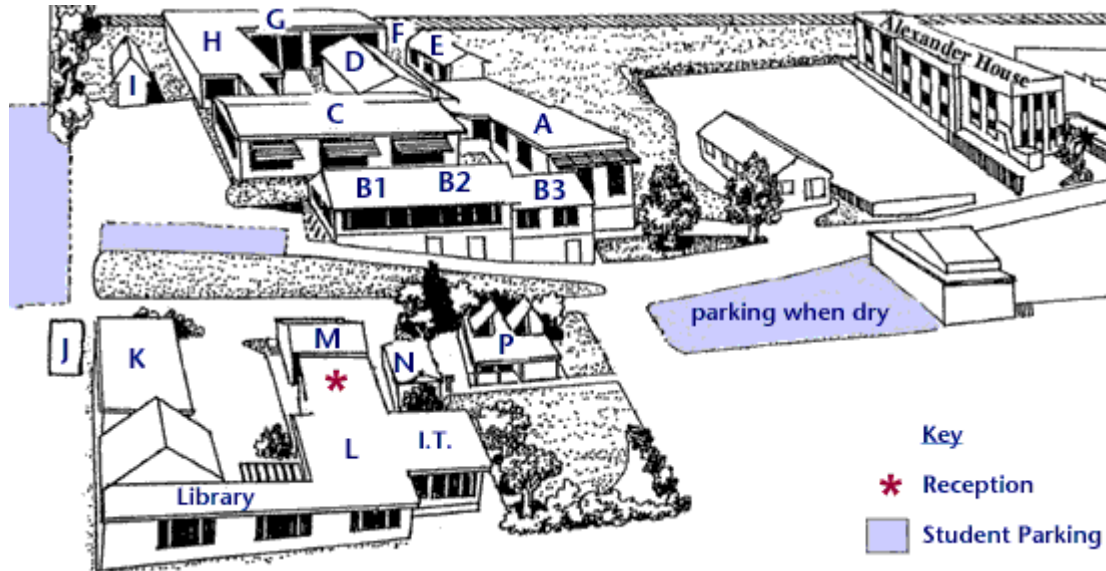 G
H
F
E
D
I
Alexander House
C
A
B1
B2
B3
parking when dry
J
K
M
N
P
*
L
I.T.
Library
Key
* Reception
Student Parking